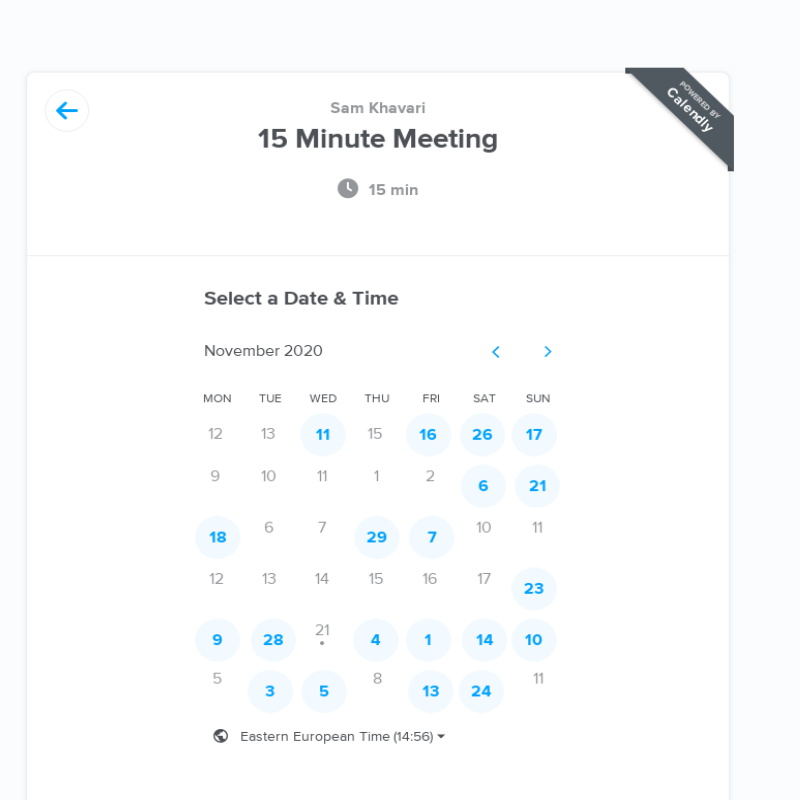 POWERED BY
Calendly
Sam Khavari
15 Minute Meeting
15 min
Select a Date & Time
November 2020
MON TUE WED THU FRI SAT SUN
12 13 11 15 16 26 17
9 10 11 1 2 6 21
18 6 7 29 7 10 11
12 13 14 15 16 17 23
9 28 21 4 1 14 10
5 3 5 8 13 24 11
Eastern European Time (14:56)